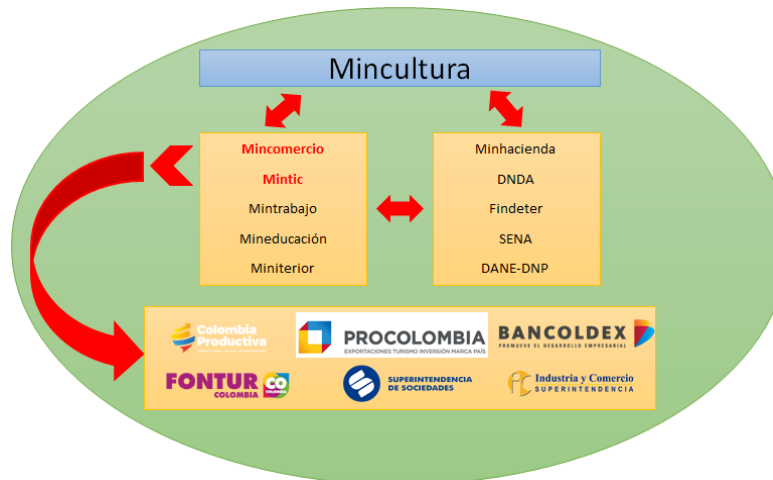 Mincultura
Mincomercio
Mintic
Mintrabajo
Mineducación
Miniterior
Minhacienda
DNDA
Findeter
SENA
DANE-DNP
Colombia
Productiva
PROCOLOMBIA
EXPORTACIONES TURISMO INVERSIÓN MARCA PAÍS
BANCOLDEX
PROMUEVE EL DESARROLLO EMPRESARIAL
FONTUR
COLOMBIA
CO
SUPERINTENDENCIA
DE SOCIEDADES
Industria y Comercio
SUPERINTENDENCIA